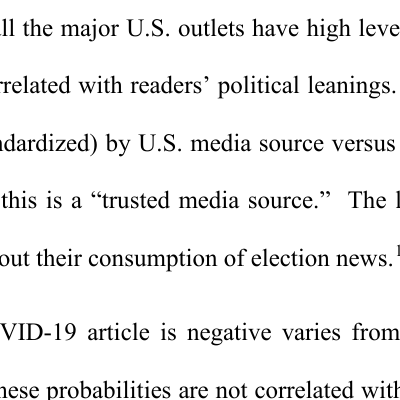 all the major U.S. outlets have high leve
rrelated with readers’ political leanings.
ndardized) by U.S. media source versus
this is a “trusted media source.”  The l
out their consumption of election news.1
VID-19 article is negative varies from
hese probabilities are not correlated with